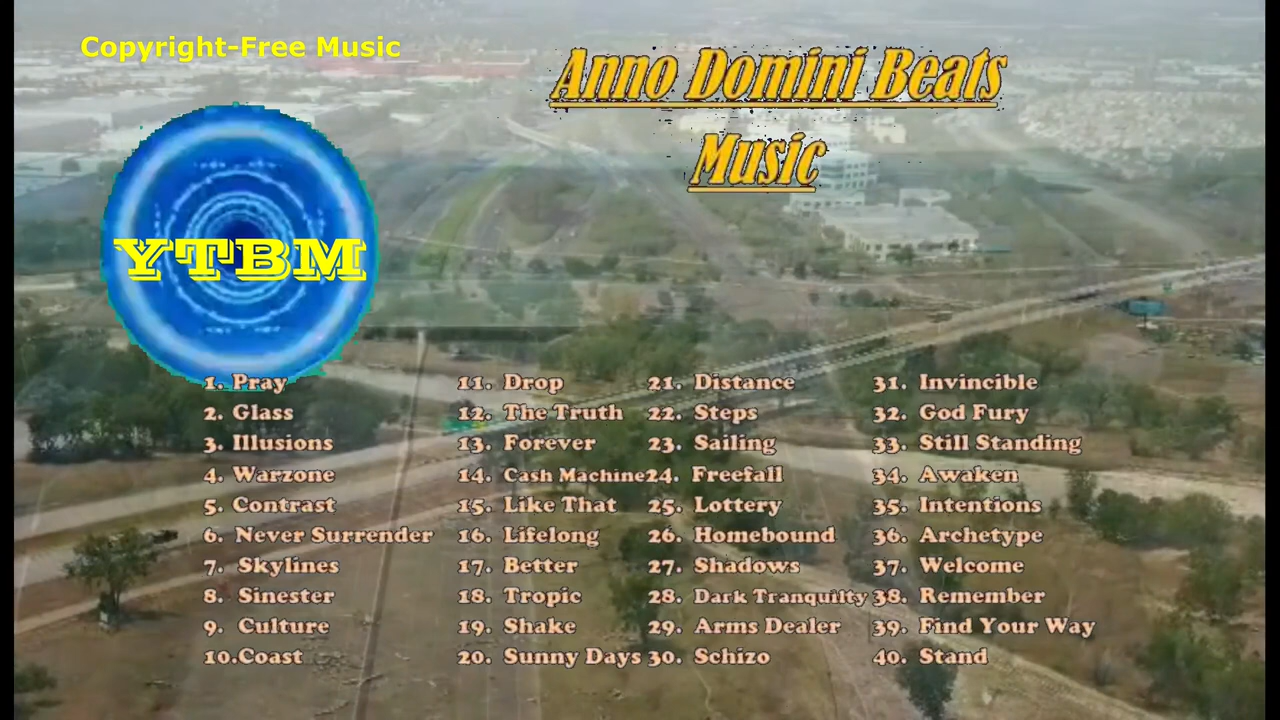 Copyright-Free Music
Anno Domini Beats
Music
YTBM
1. Pray
2. Glass
3. Illusions
4. Warzone
5. Contrast
6. Never Surrender
7. Skylines
8. Sinester
9. Culture
10.Coast
11. Drop
12. The Truth
13. Forever
14. Cash Machine
15. Like That
16. Lifelong
17. Better
18. Tropic
19. Shake
20. Sunny Days
21. Distance
22. Steps
23. Sailing
24. Freefall
25. Lottery
26. Homebound
27. Shadows
28. Dark Tranquilty
29. Arms Dealer
30. Schizo
31. Invincible
32. God Fury
33. Still Standing
34. Awaken
35. Intentions
36. Archetype
37. Welcome
38. Remember
39. Find Your Way
40. Stand